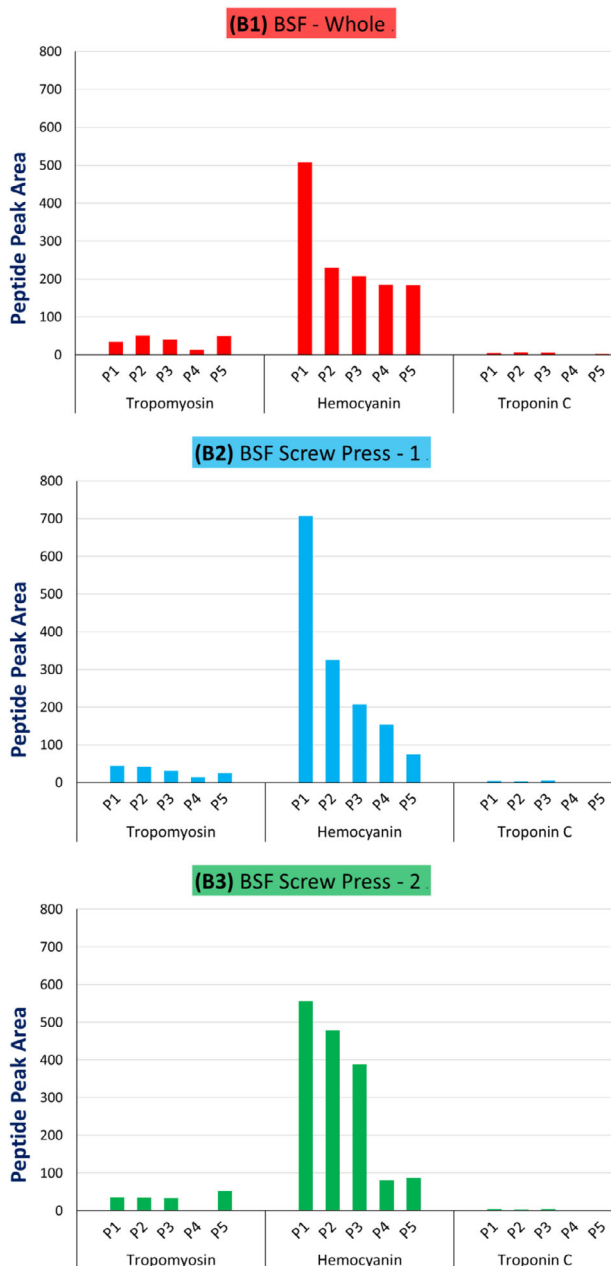 (B1) BSF - Whole .
Peptide Peak Area
800
700
600
500
400
300
200
100
0
P1 P2 P3 P4 P5 P1 P2 P3 P4 P5 P1 P2 P3 P4 P5
Tropomyosin Hemocyanin Troponin C
(B2) BSF Screw Press - 1 .
Peptide Peak Area
800
700
600
500
400
300
200
100
0
P1 P2 P3 P4 P5 P1 P2 P3 P4 P5 P1 P2 P3 P4 P5
Tropomyosin Hemocyanin Troponin C
(B3) BSF Screw Press - 2 .
Peptide Peak Area
800
700
600
500
400
300
200
100
0
P1 P2 P3 P4 P5 P1 P2 P3 P4 P5 P1 P2 P3 P4 P5
Tropomyosin Hemocyanin Troponin C